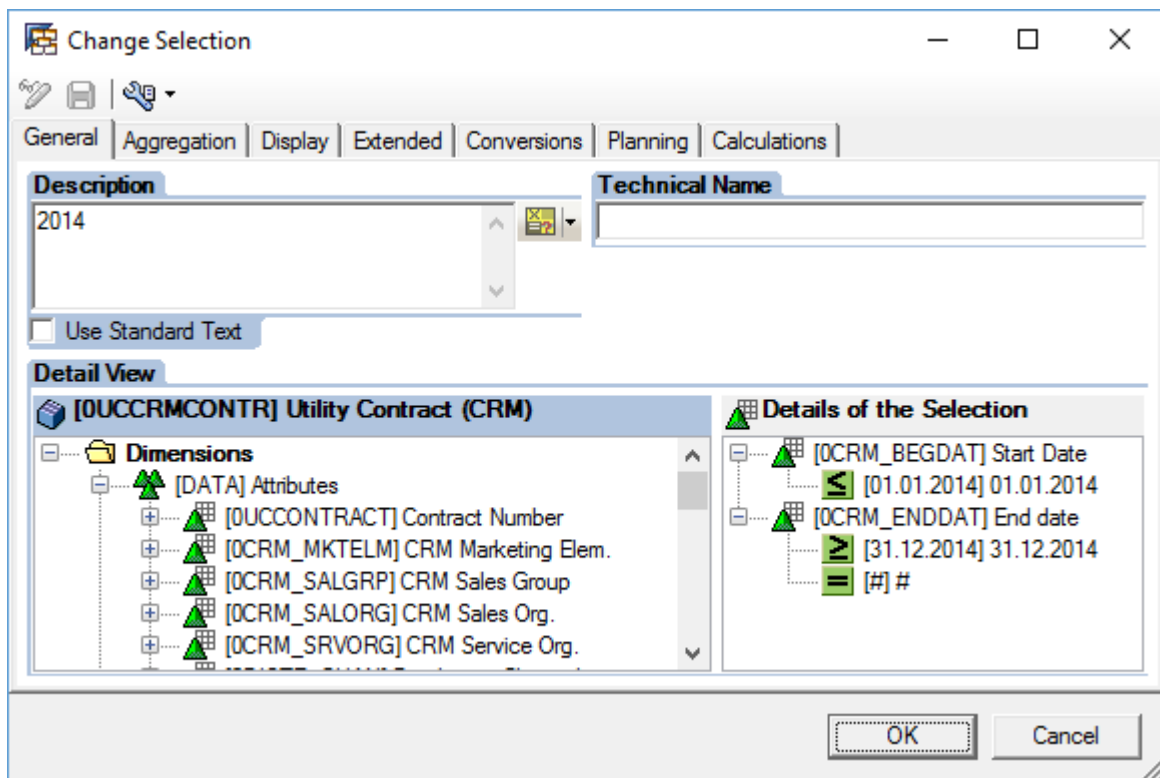 Change Selection
General Aggregation Display Extended Conversions Planning Calculations
Description
Technical Name
2014
Use Standard Text
Detail View
[0UCCRMCONTR] Utility Contract (CRM)
Dimensions
[DATA] Attributes
[0UCCONTRACT] Contract Number
[0CRM_MKTELM] CRM Marketing Elem.
[0CRM_SALGRP] CRM Sales Group
[0CRM_SALORG] CRM Sales Org.
[0CRM_SRVORG] CRM Service Org.
Details of the Selection
[0CRM_BEGDAT] Start Date
≤ [01.01.2014] 01.01.2014
[0CRM_ENDDAT] End date
≥ [31.12.2014] 31.12.2014
= [#] #
OK Cancel